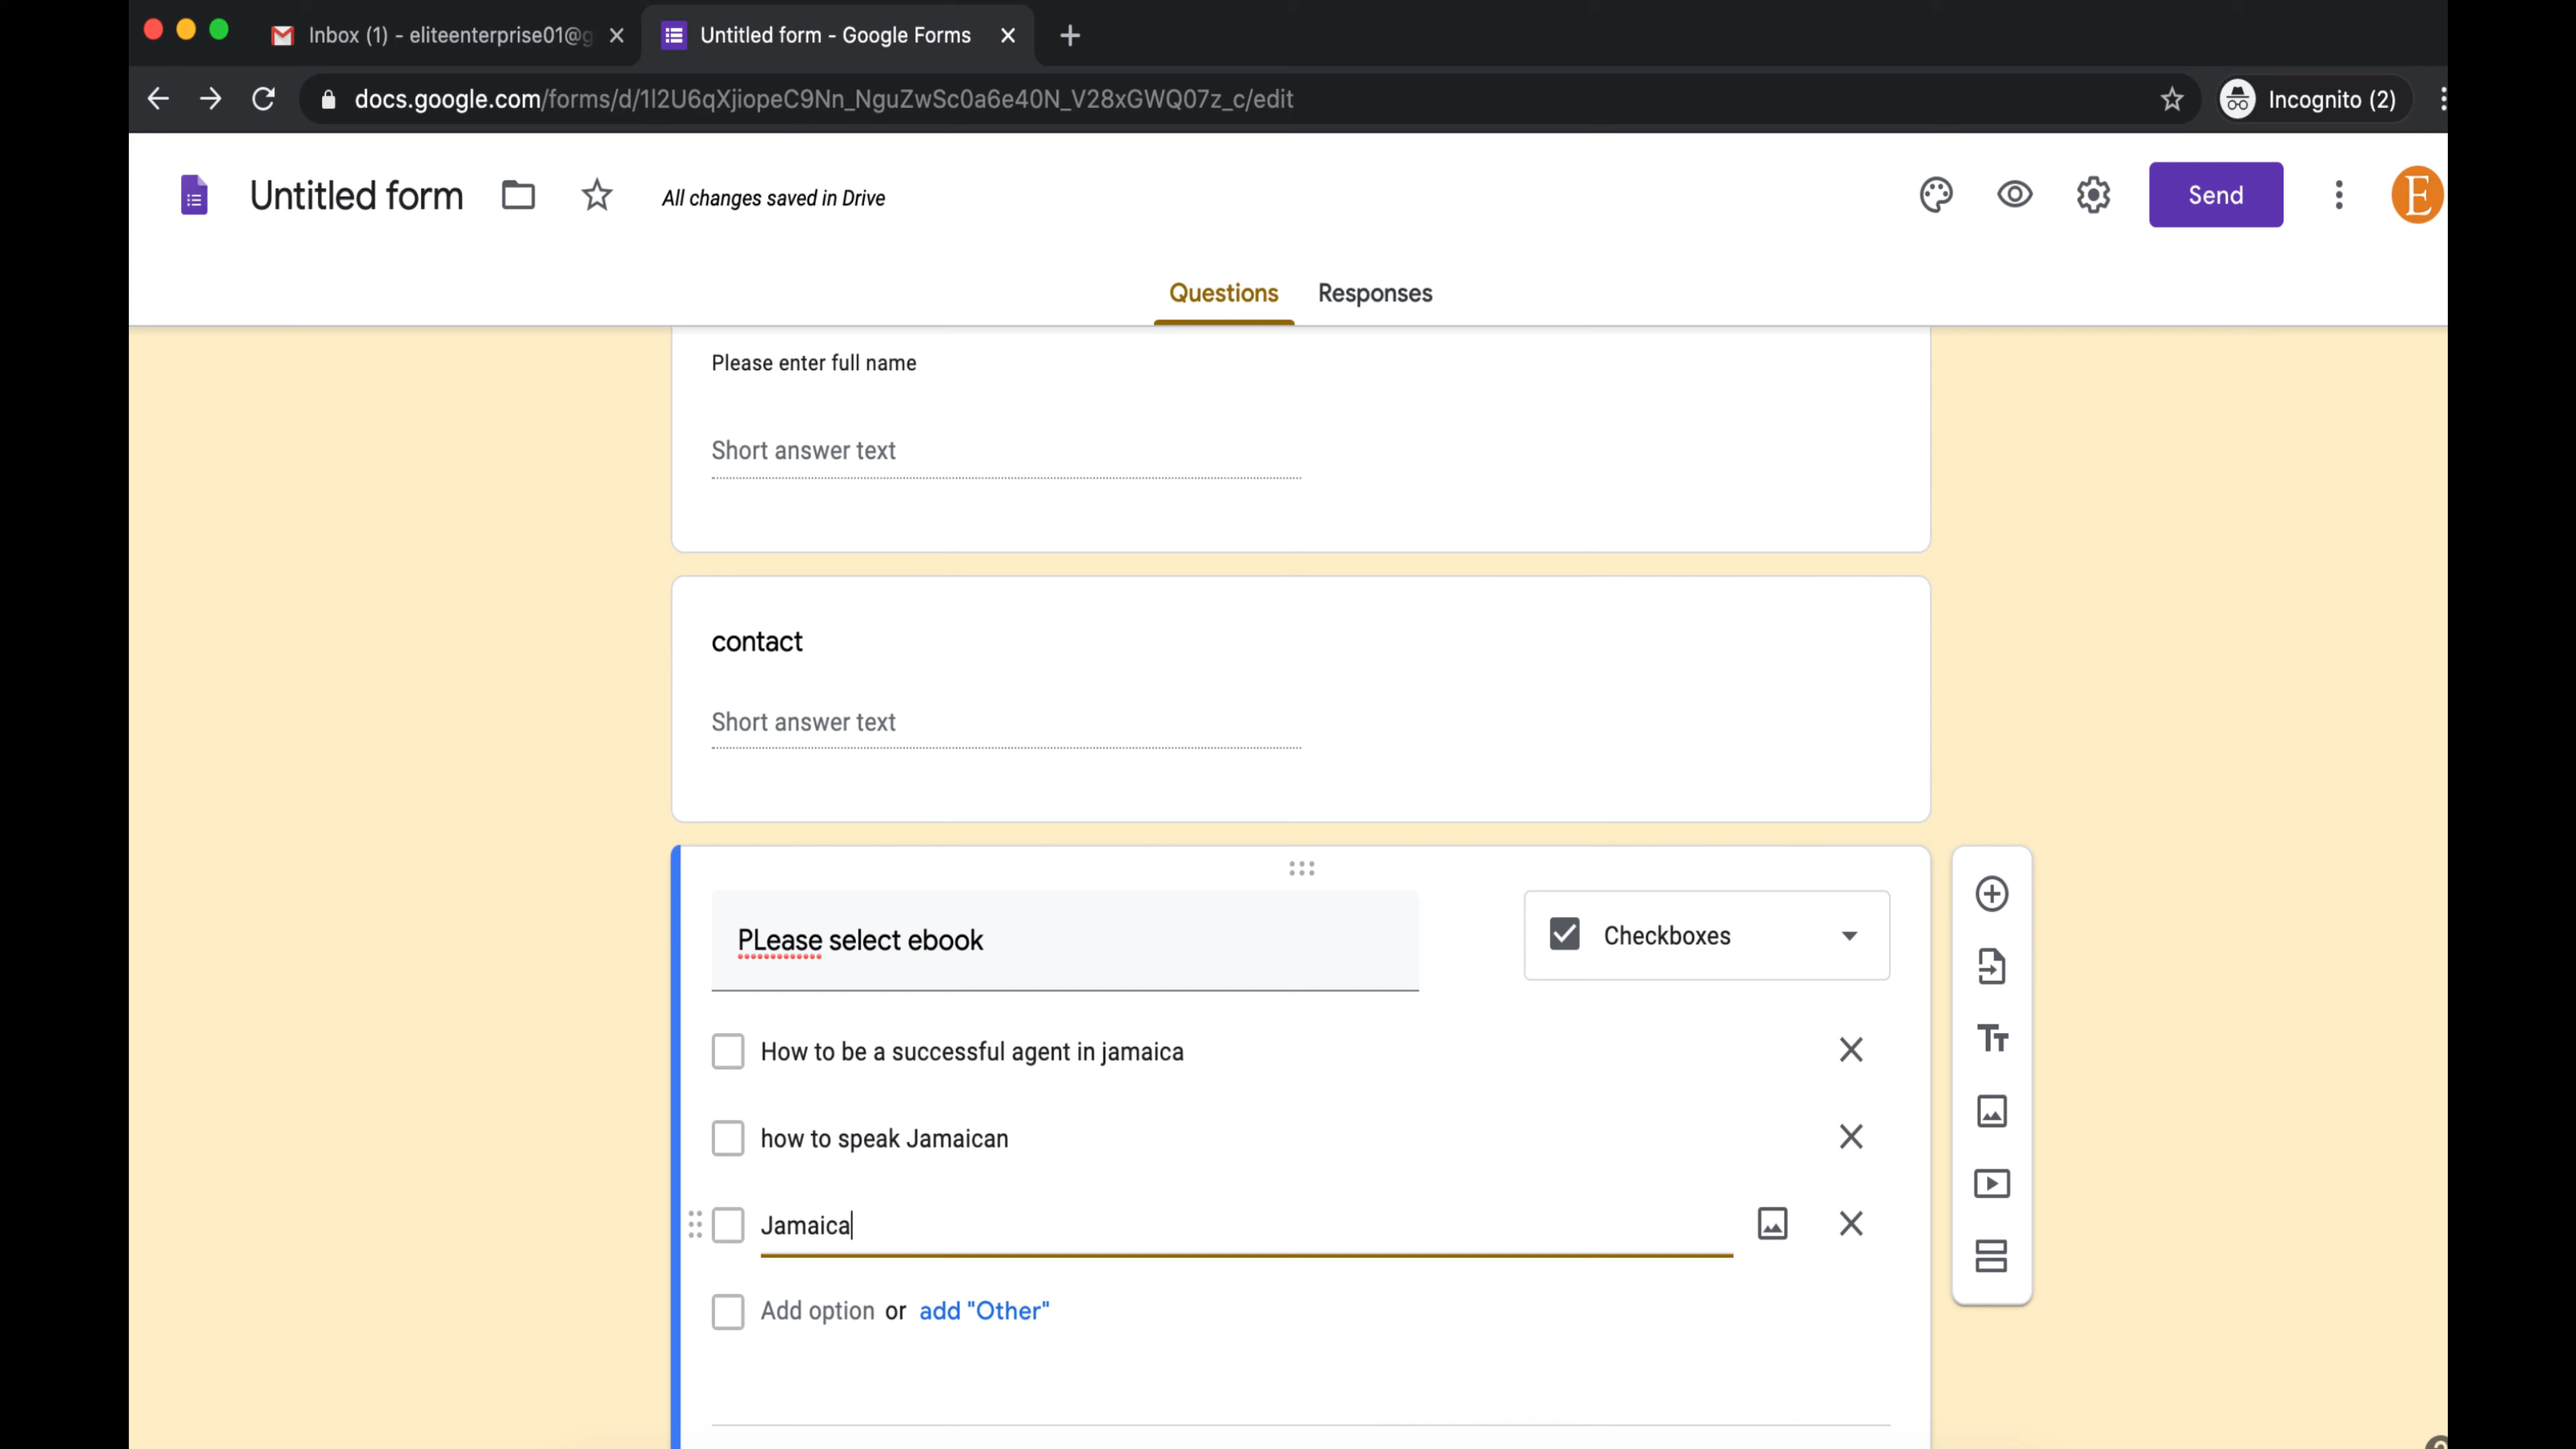 Inbox (1) - eliteenterprise01@g
Untitled form - Google Forms
docs.google.com/forms/d/1I2U6qXjiopeC9Nn_NguZwSc0a6e40N_V28xGWQ07z_c/edit
Incognito (2)
Untitled form
All changes saved in Drive
Send
E
Questions
Responses
Please enter full name
Short answer text
contact
Short answer text
PLease select ebook
Checkboxes
How to be a successful agent in jamaica
how to speak Jamaican
Jamaica
Add option or add "Other"